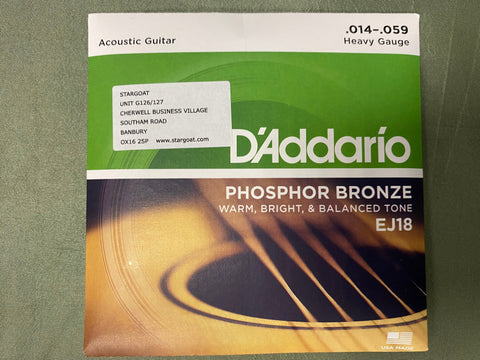 Acoustic Guitar
.014–.059
Heavy Gauge
STARGOAT
UNIT G126/127
CHERWELL BUSINESS VILLAGE
SOUTHAM ROAD
BANBURY
OX16 2SP www.stargoat.com
D'Addario
PHOSPHOR BRONZE
WARM, BRIGHT, & BALANCED TONE
EJ18
USA MADE